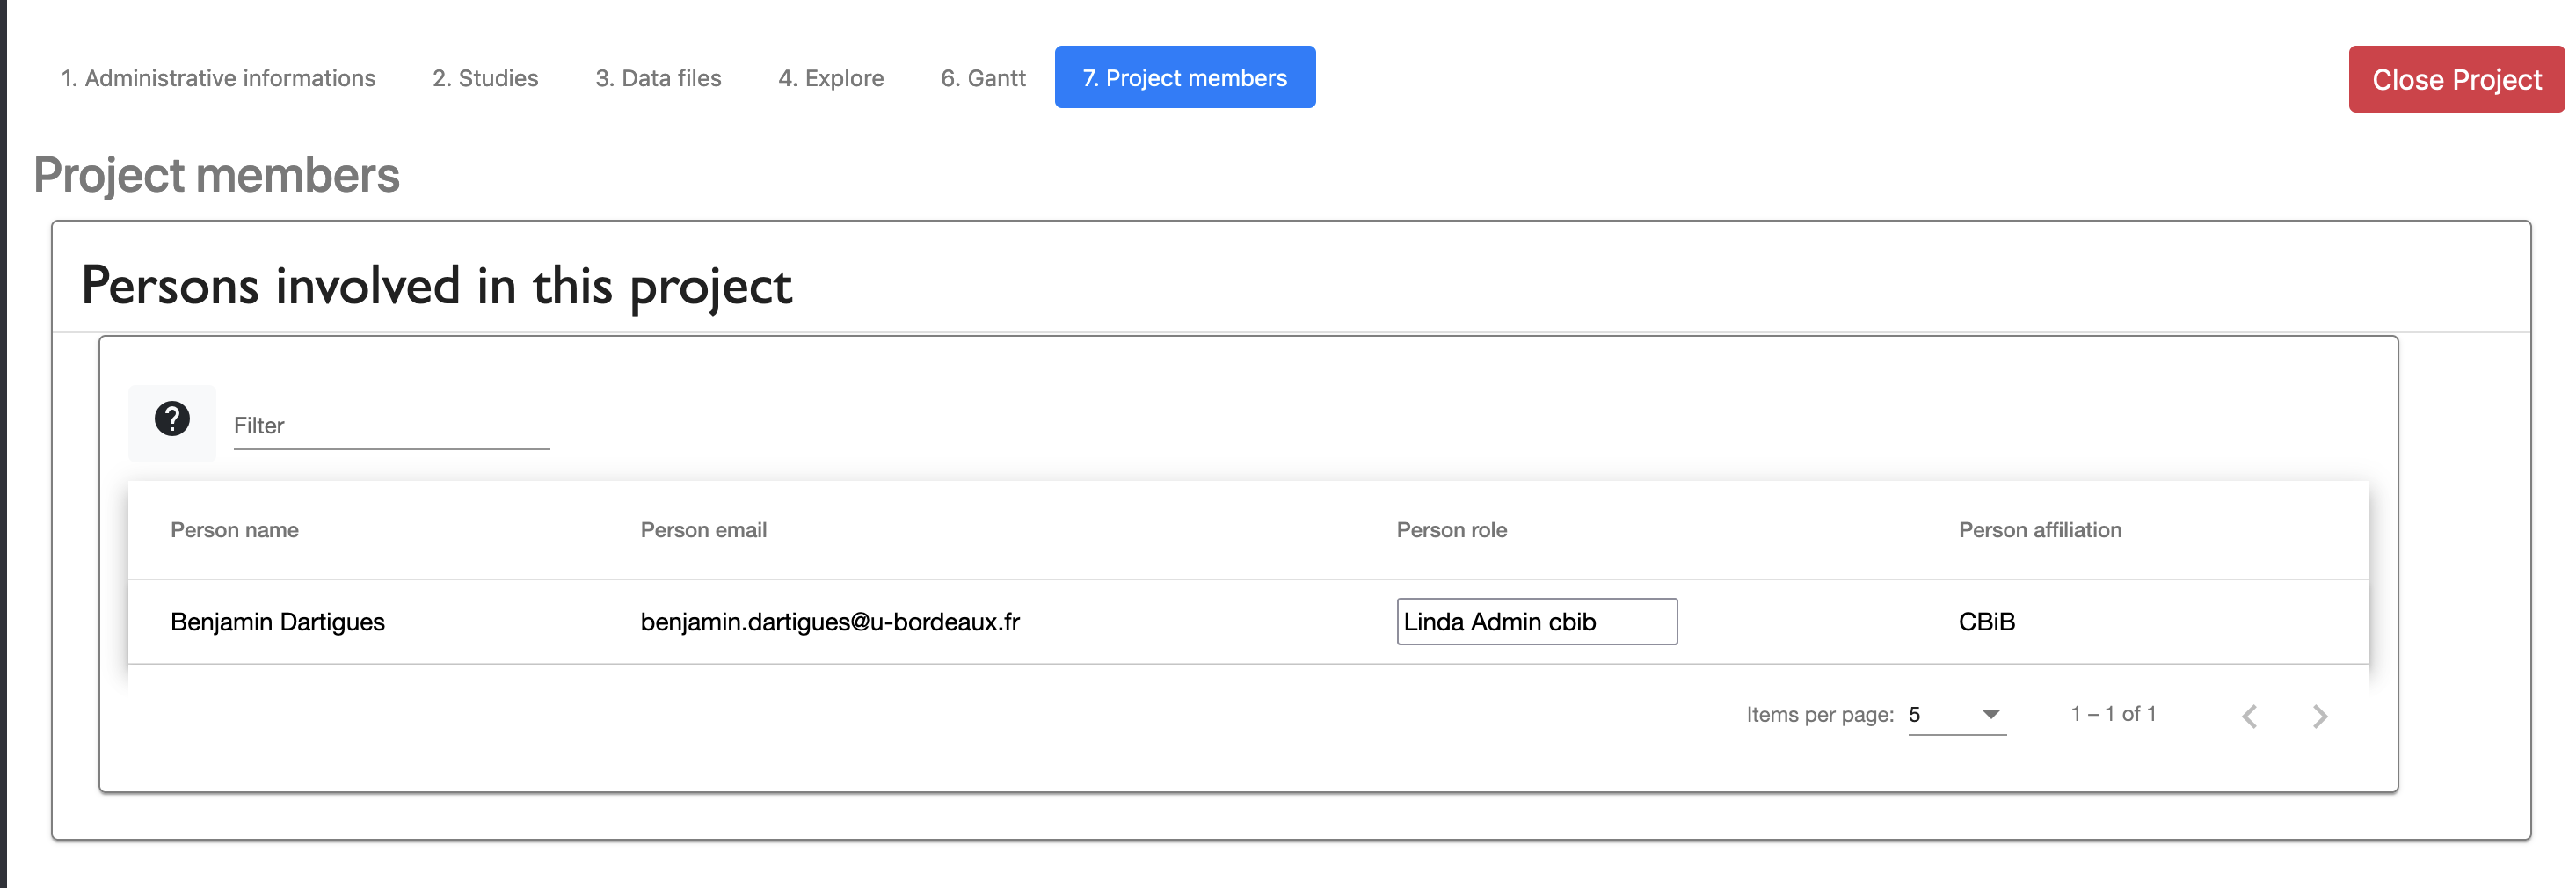 1. Administrative informations 2. Studies 3. Data files 4. Explore 6. Gantt 7. Project members Close Project
Project members
Persons involved in this project
? Filter
Person name Person email Person role Person affiliation
Benjamin Dartigues benjamin.dartigues@u-bordeaux.fr Linda Admin cbib CBiB
Items per page: 5 1 – 1 of 1